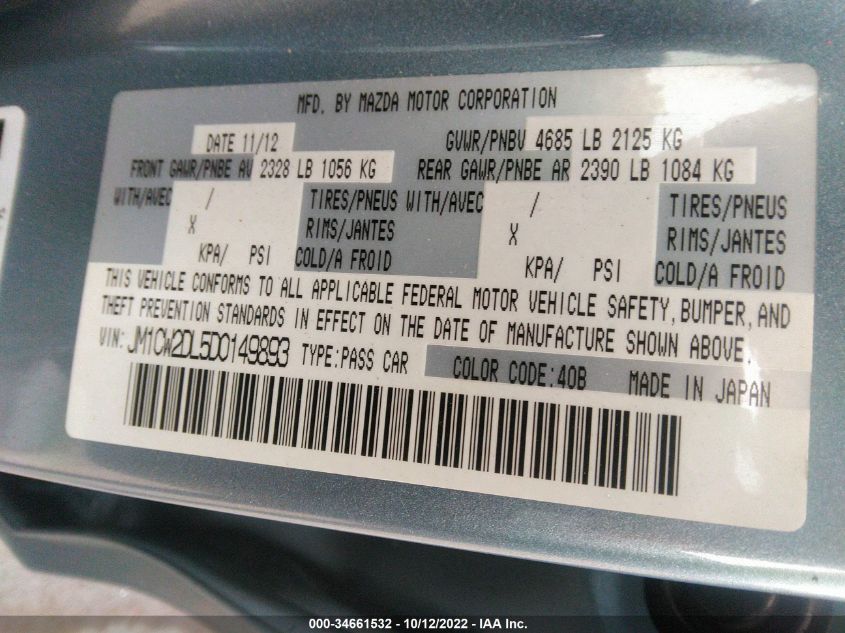 MFD. BY MAZDA MOTOR CORPORATION
DATE 11/12 GVWR/PNBV 4685 LB 2125 KG
FRONT GAWR/PNBE AV 2328 LB 1056 KG REAR GAWR/PNBE AR 2390 LB 1084 KG
WITH/AVEC / TIRES/PNEUS WITH/AVEC / TIRES/PNEUS
X RIMS/JANTES X RIMS/JANTES
KPA/ PSI COLD/A FROID KPA/ PSI COLD/A FROID
THIS VEHICLE CONFORMS TO ALL APPLICABLE FEDERAL MOTOR VEHICLE SAFETY, BUMPER, AND
THEFT PREVENTION STANDARDS IN EFFECT ON THE DATE OF MANUFACTURE SHOWN ABOVE.
VIN: JM1CW2DL5D0149893 TYPE:PASS CAR COLOR CODE:40B MADE IN JAPAN
000-34661532 - 10/12/2022 - IAA Inc.